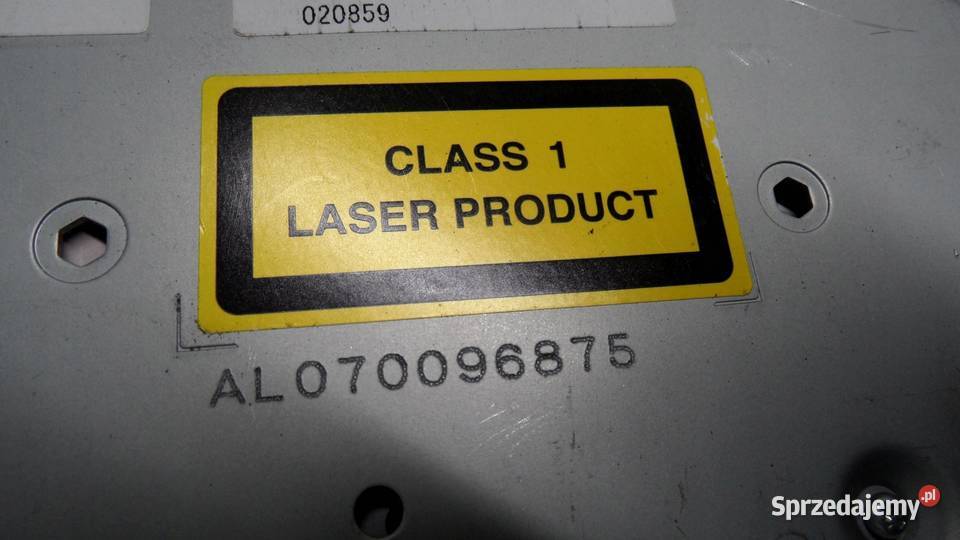 020859
CLASS 1
LASER PRODUCT
AL070096875
Sprzedajemy.pl